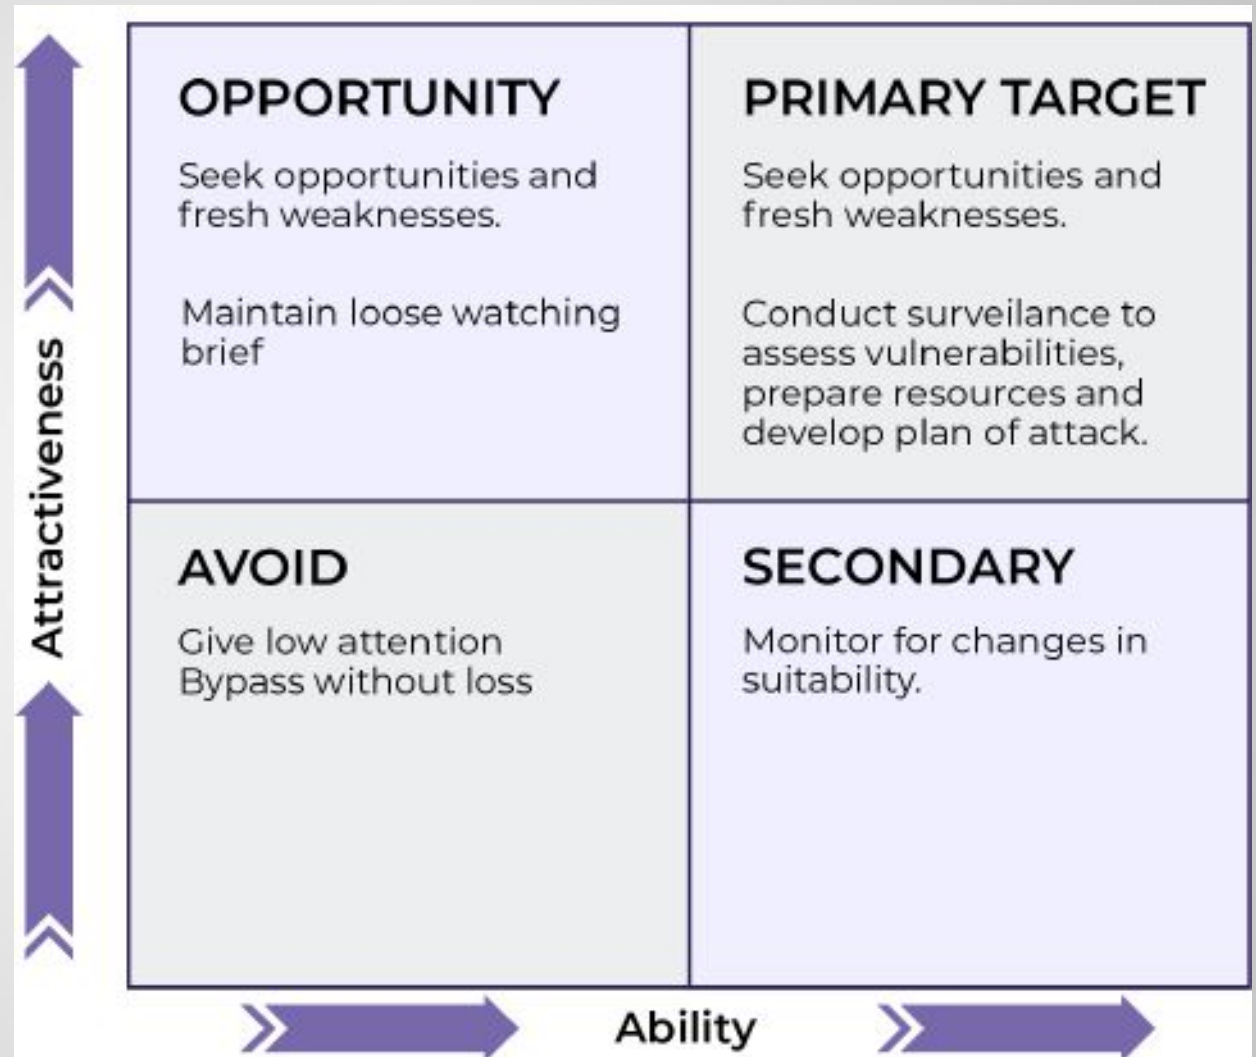 OPPORTUNITY
Seek opportunities and
fresh weaknesses.
Maintain loose watching
brief
PRIMARY TARGET
Seek opportunities and
fresh weaknesses.
Conduct surveilance to
assess vulnerabilities,
prepare resources and
develop plan of attack.
Attractiveness
AVOID
Give low attention
Bypass without loss
SECONDARY
Monitor for changes in
suitability.
Ability